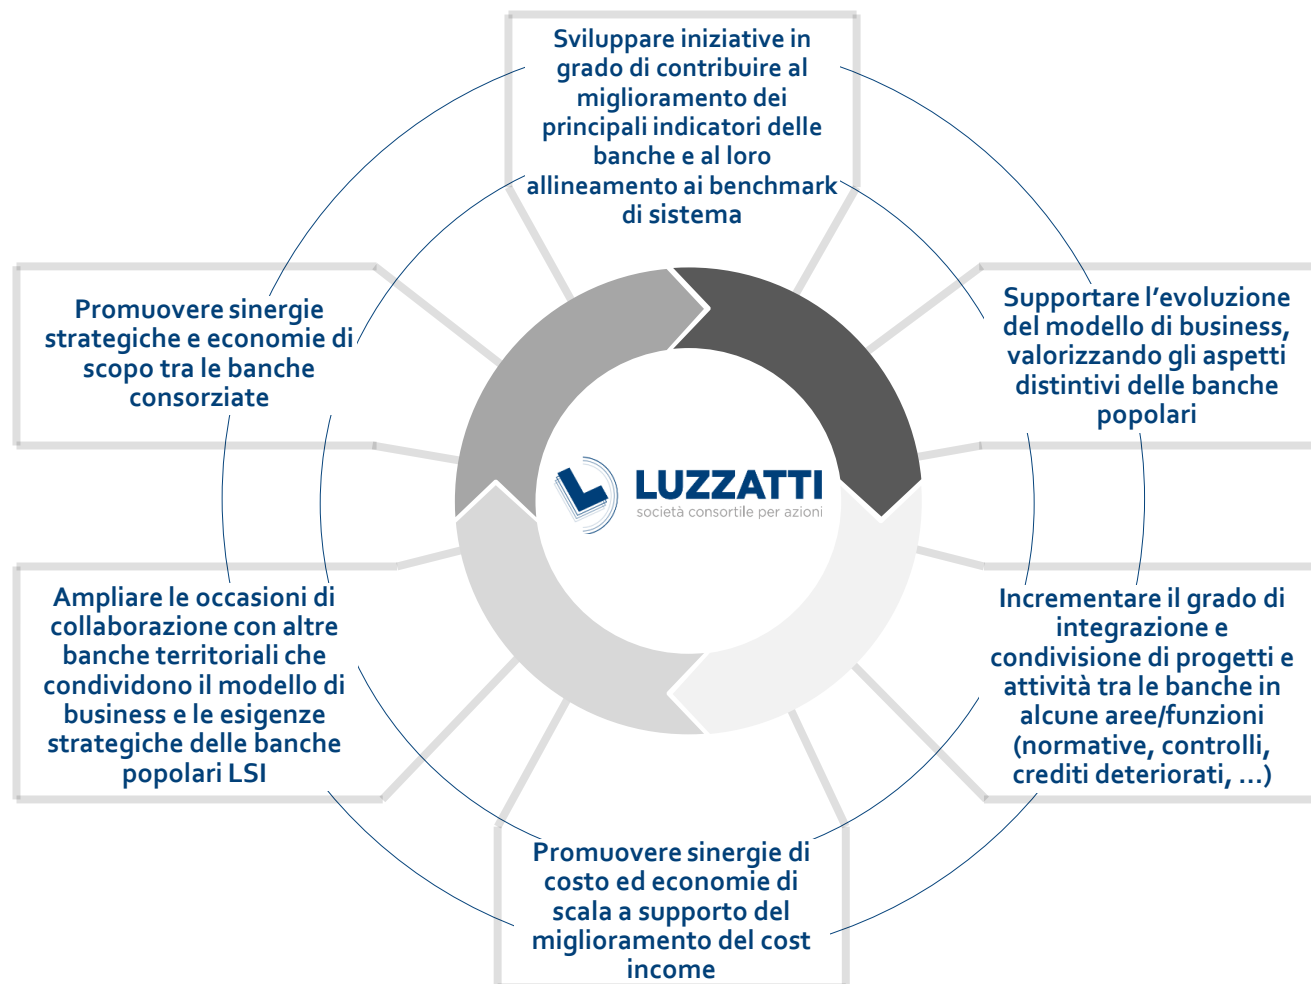 Sviluppare iniziative in
grado di contribuire al
miglioramento dei
principali indicatori delle
banche e al loro
allineamento ai benchmark
di sistema
Promuovere sinergie
strategiche e economie di
scopo tra le banche
consorziate
Supportare l’evoluzione
del modello di business,
valorizzando gli aspetti
distintivi delle banche
popolari
LUZZATTI
società consortile per azioni
Ampliare le occasioni di
collaborazione con altre
banche territoriali che
condividono il modello di
business e le esigenze
strategiche delle banche
popolari LSI
Incrementare il grado di
integrazione e
condivisione di progetti e
attività tra le banche in
alcune aree/funzioni
(normative, controlli,
crediti deteriorati, ...)
Promuovere sinergie di
costo ed economie di
scala a supporto del
miglioramento del cost
income